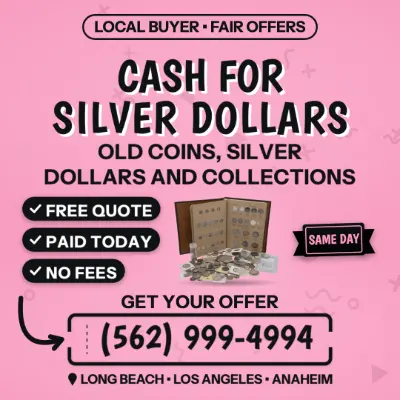 LOCAL BUYER • FAIR OFFERS
CASH FOR
SILVER DOLLARS
OLD COINS, SILVER
DOLLARS AND COLLECTIONS
✓ FREE QUOTE
✓ PAID TODAY
✓ NO FEES
SAME DAY
GET YOUR OFFER
(562) 999-4994
LONG BEACH • LOS ANGELES • ANAHEIM